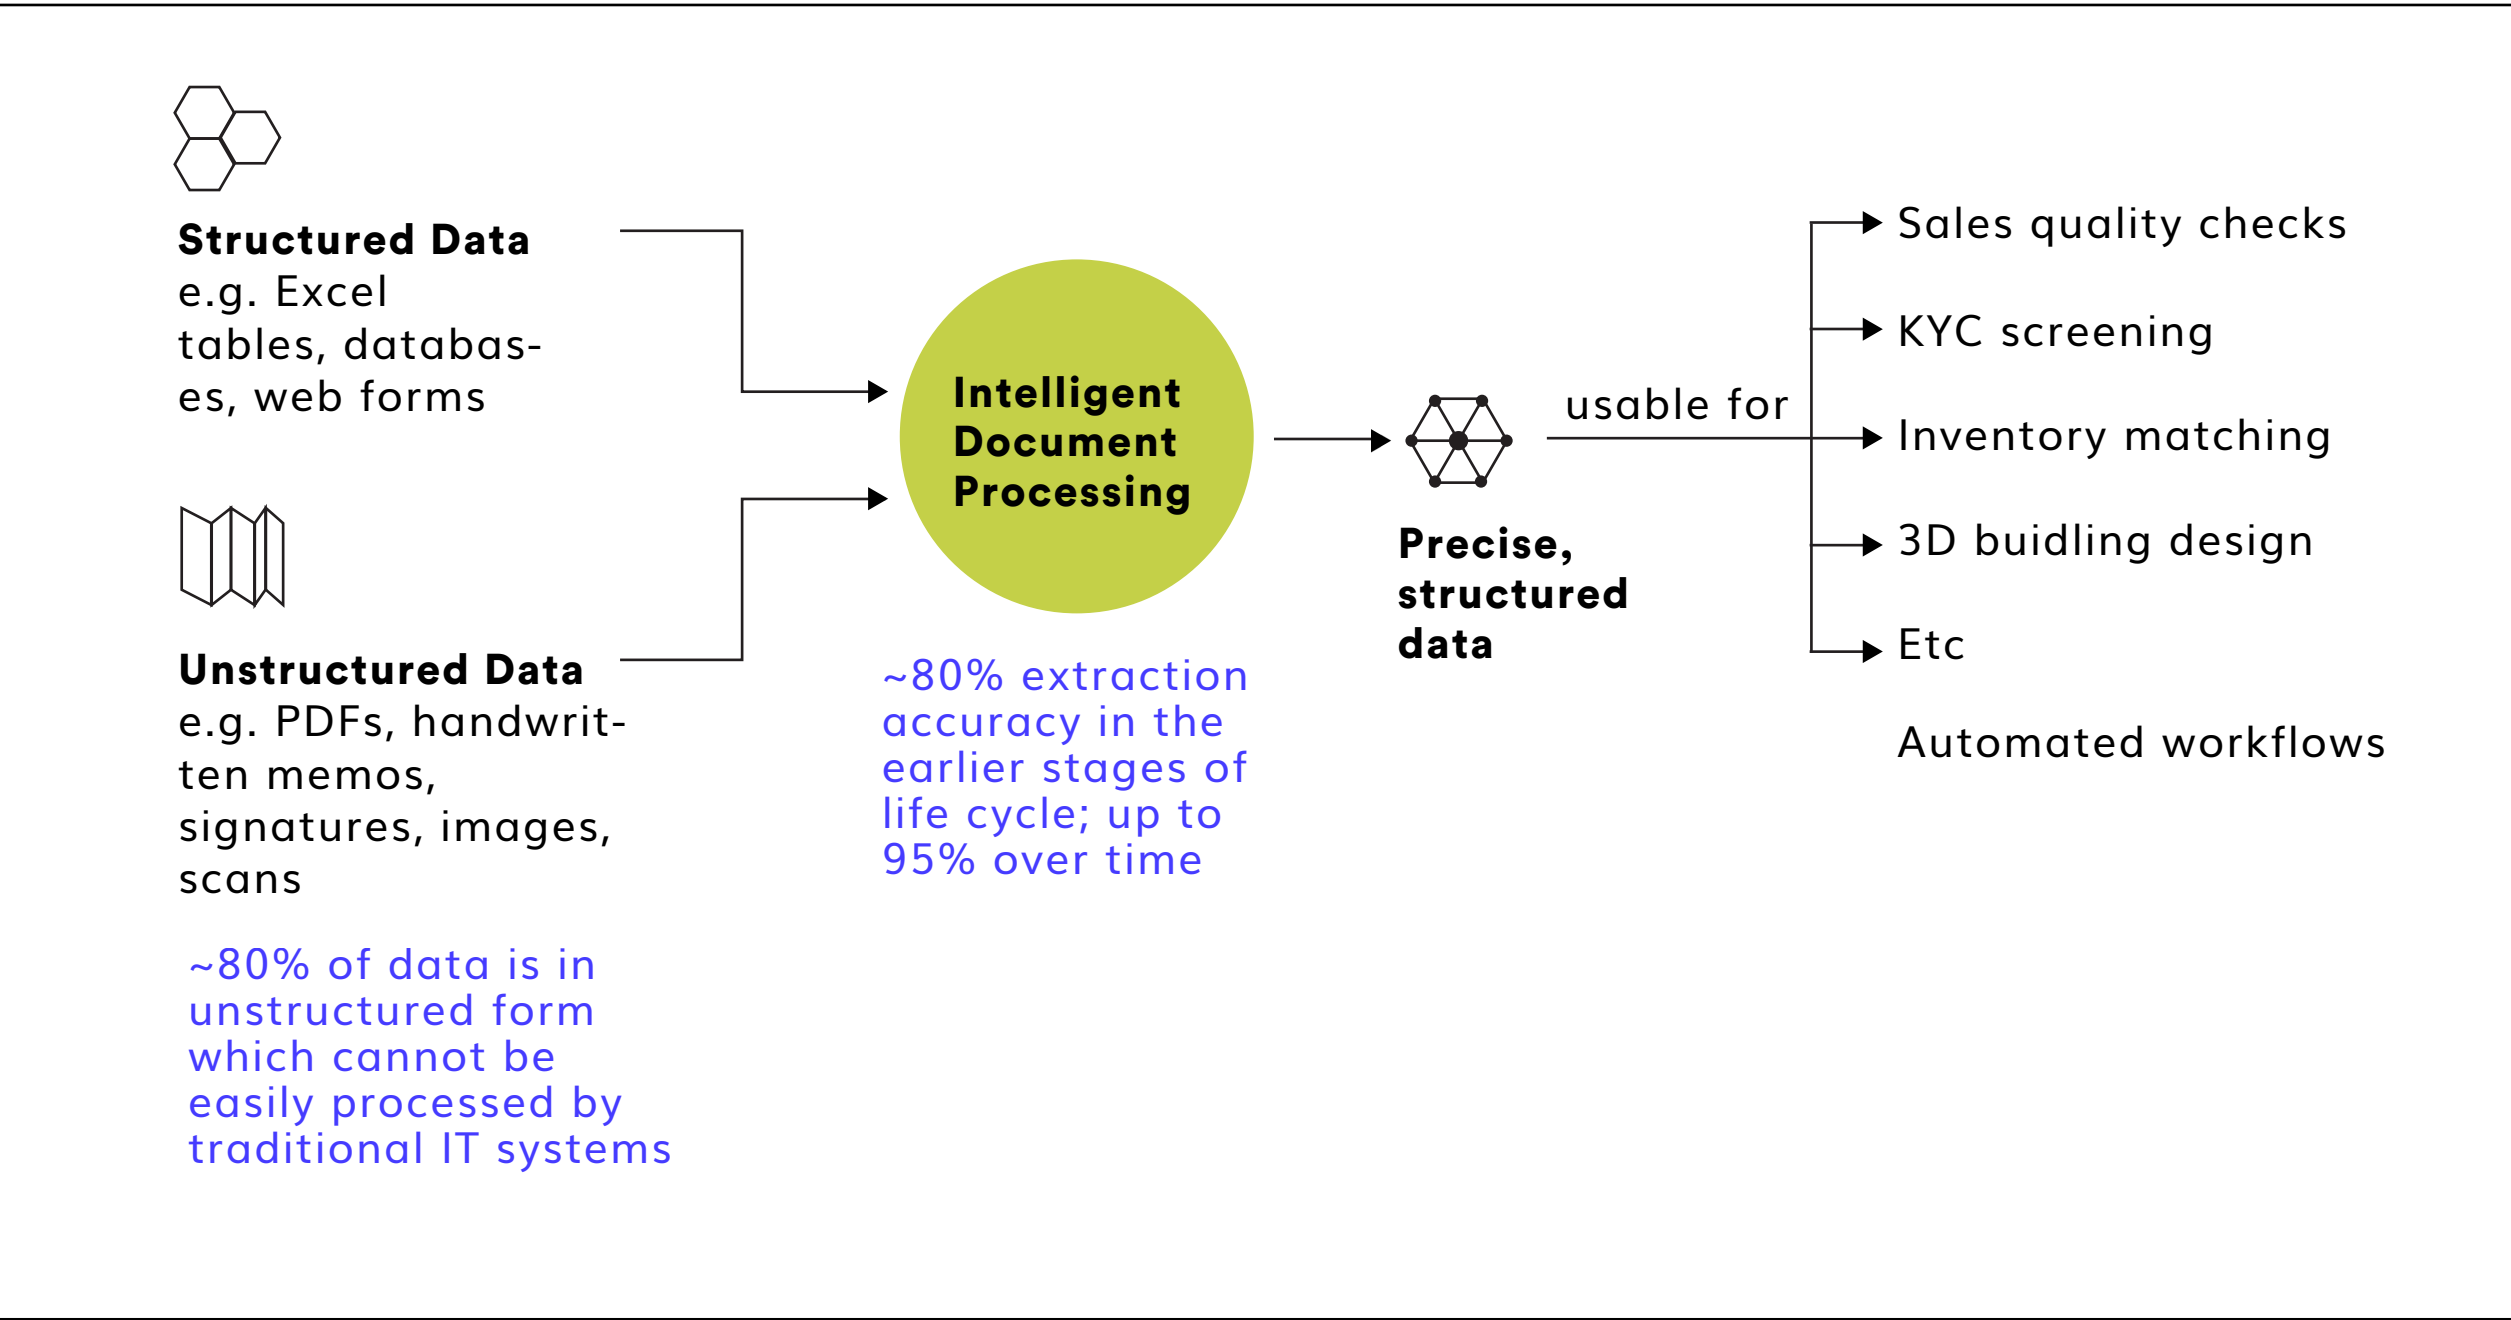 Structured Data
e.g. Excel
tables, databas-
es, web forms
Unstructured Data
e.g. PDFs, handwrit-
ten memos,
signatures, images,
scans
~80% of data is in
unstructured form
which cannot be
easily processed by
traditional IT systems
Intelligent
Document
Processing
~80% extraction
accuracy in the
earlier stages of
life cycle; up to
95% over time
Precise,
structured
data
usable for
Sales quality checks
KYC screening
Inventory matching
3D buidling design
Etc
Automated workflows